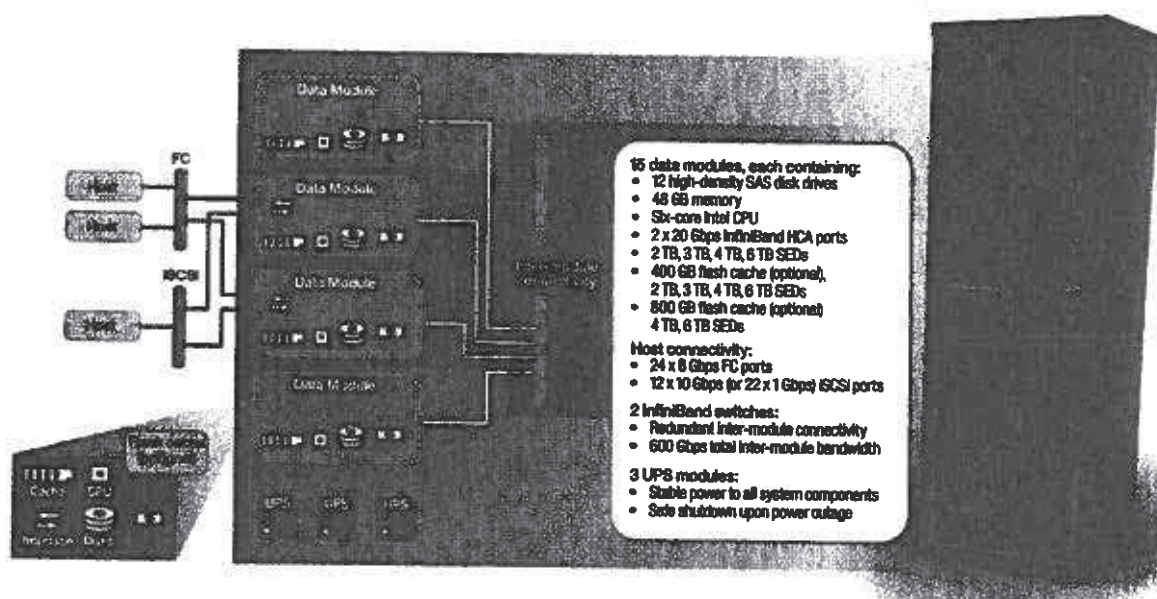 FC
Host
Host
iSCSI
Host
Data Module
Data Module
Data Module
Data Module
UPS
UPS
UPS
Flash cache
(optional)
Cache
CPU
Interface
Disks
15 data modules, each containing:
• 12 high-density SAS disk drives
• 48 GB memory
• Six-core Intel CPU
• 2 x 20 Gbps InfiniBand HCA ports
• 2 TB, 3 TB, 4 TB, 6 TB SEDs
• 400 GB flash cache (optional),
2 TB, 3 TB, 4 TB, 6 TB SEDs
• 800 GB flash cache (optional)
4 TB, 6 TB SEDs
Host connectivity:
• 24 x 8 Gbps FC ports
• 12 x 10 Gbps (or 22 x 1 Gbps) iSCSI ports
2 InfiniBand switches:
• Redundant inter-module connectivity
• 600 Gbps total inter-module bandwidth
3 UPS modules:
• Stable power to all system components
• Safe shutdown upon power outage